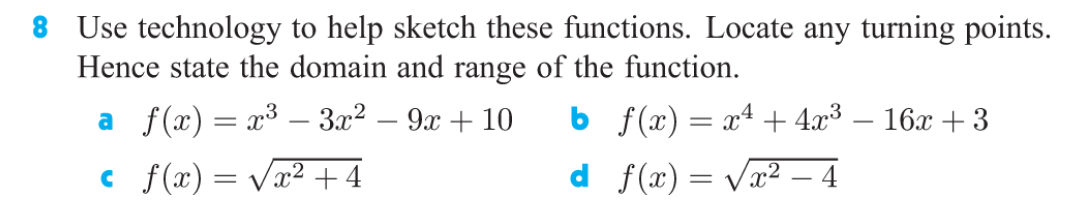 8 Use technology to help sketch these functions. Locate any turning points.
Hence state the domain and range of the function.
a f(x) = x³ − 3x² − 9x + 10 b f(x) = x⁴ + 4x³ − 16x + 3
c f(x) = √(x² + 4) d f(x) = √(x² − 4)